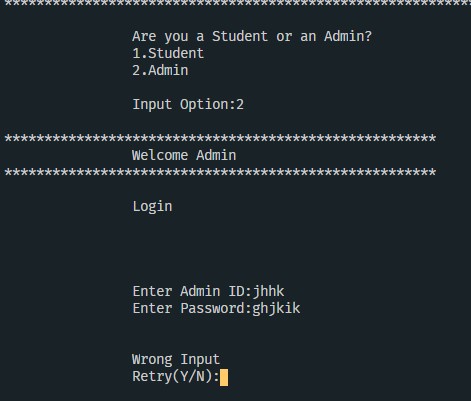 ***********************************************************
Are you a Student or an Admin?
1.Student
2.Admin
Input Option:2
******************************************************
Welcome Admin
******************************************************
Login
Enter Admin ID:jhhk
Enter Password:ghjkik
Wrong Input
Retry(Y/N):